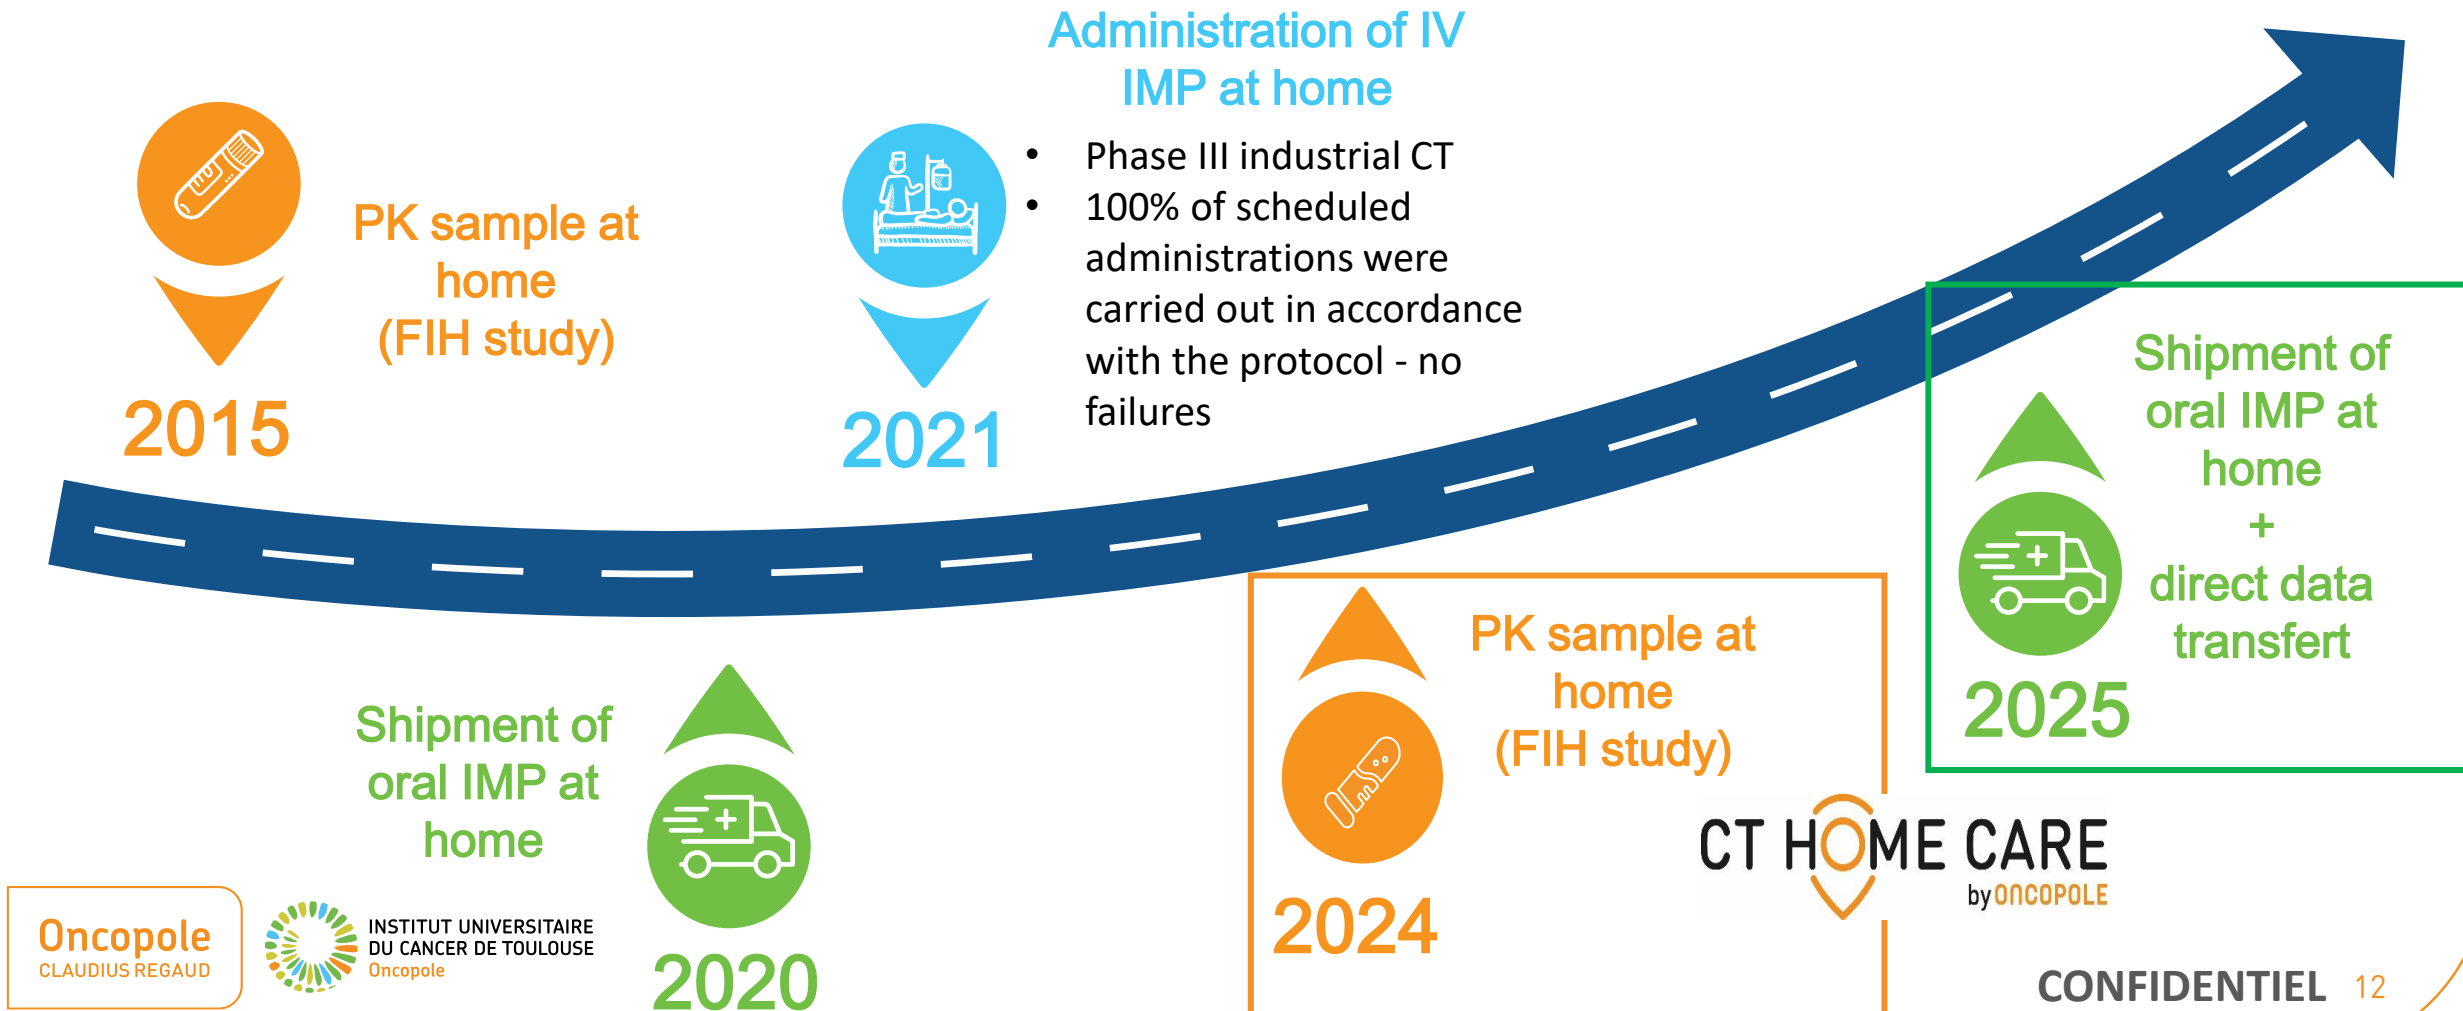 Administration of IV
IMP at home
• Phase III industrial CT
• 100% of scheduled
administrations were
carried out in accordance
with the protocol - no
failures
2021
PK sample at
home
(FIH study)
2015
Shipment of
oral IMP at
home
2020
PK sample at
home
(FIH study)
2024
Shipment of
oral IMP at
home
+
direct data
transfert
2025
CT HOME CARE
by ONCOPOLE
Oncopole
CLAUDIUS REGAUD
INSTITUT UNIVERSITAIRE
DU CANCER DE TOULOUSE
Oncopole
CONFIDENTIEL 12